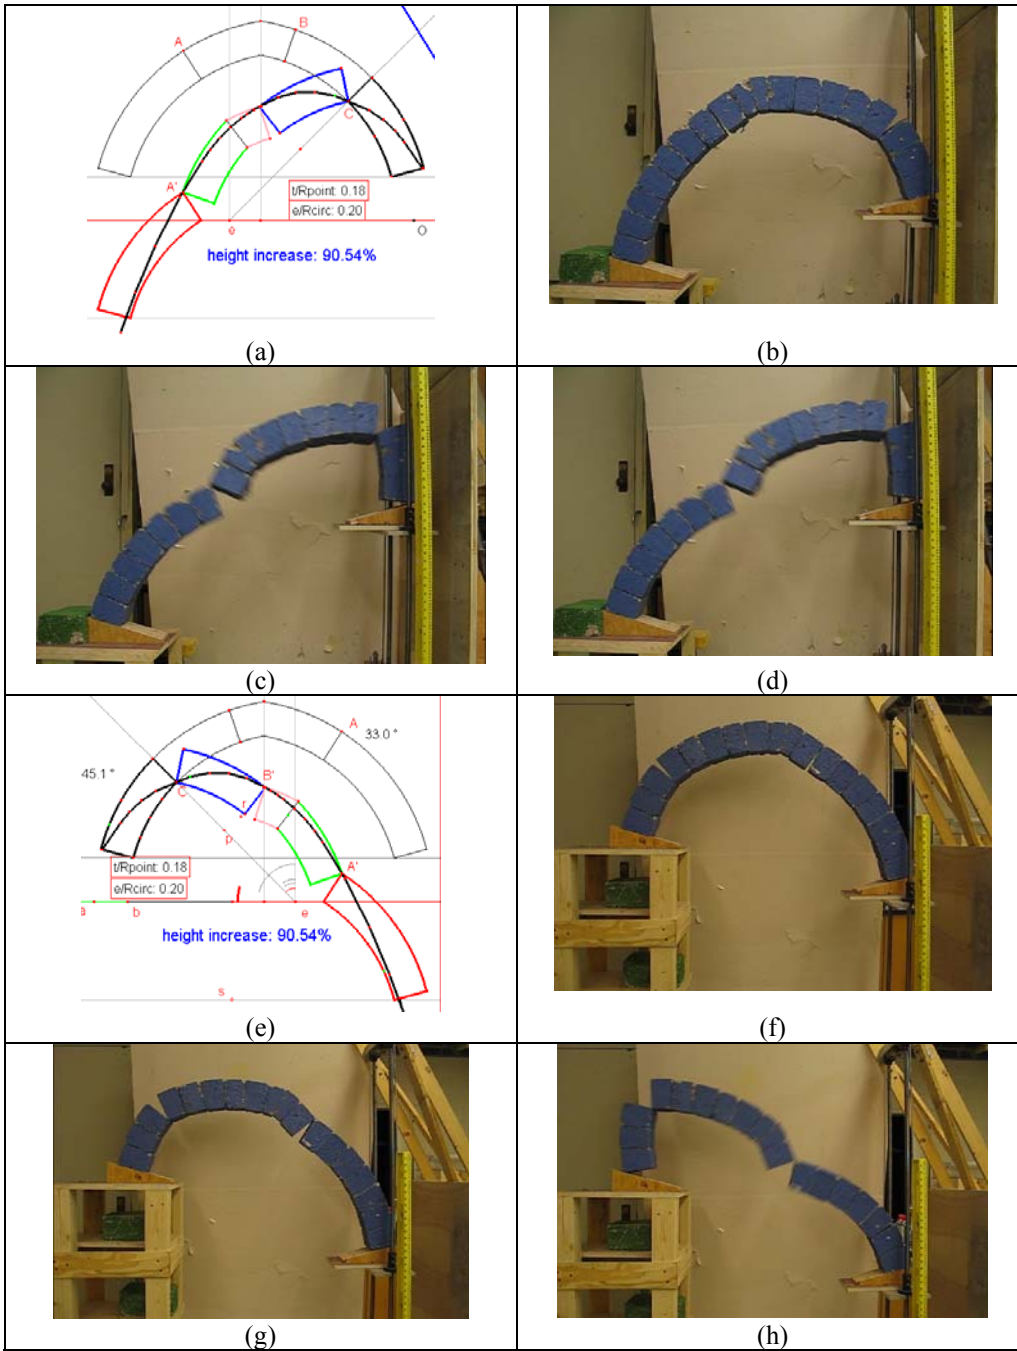 A
B
C
A'
t/Rpoint: 0.18
e/Rcirc: 0.20
e
O
height increase: 90.54%
(a)
(b)
(c)
(d)
A
33.0 °
45.1 °
C
B'
r
p
A'
t/Rpoint: 0.18
e/Rcirc: 0.20
a
b
e
height increase: 90.54%
s
(e)
(f)
(g)
(h)